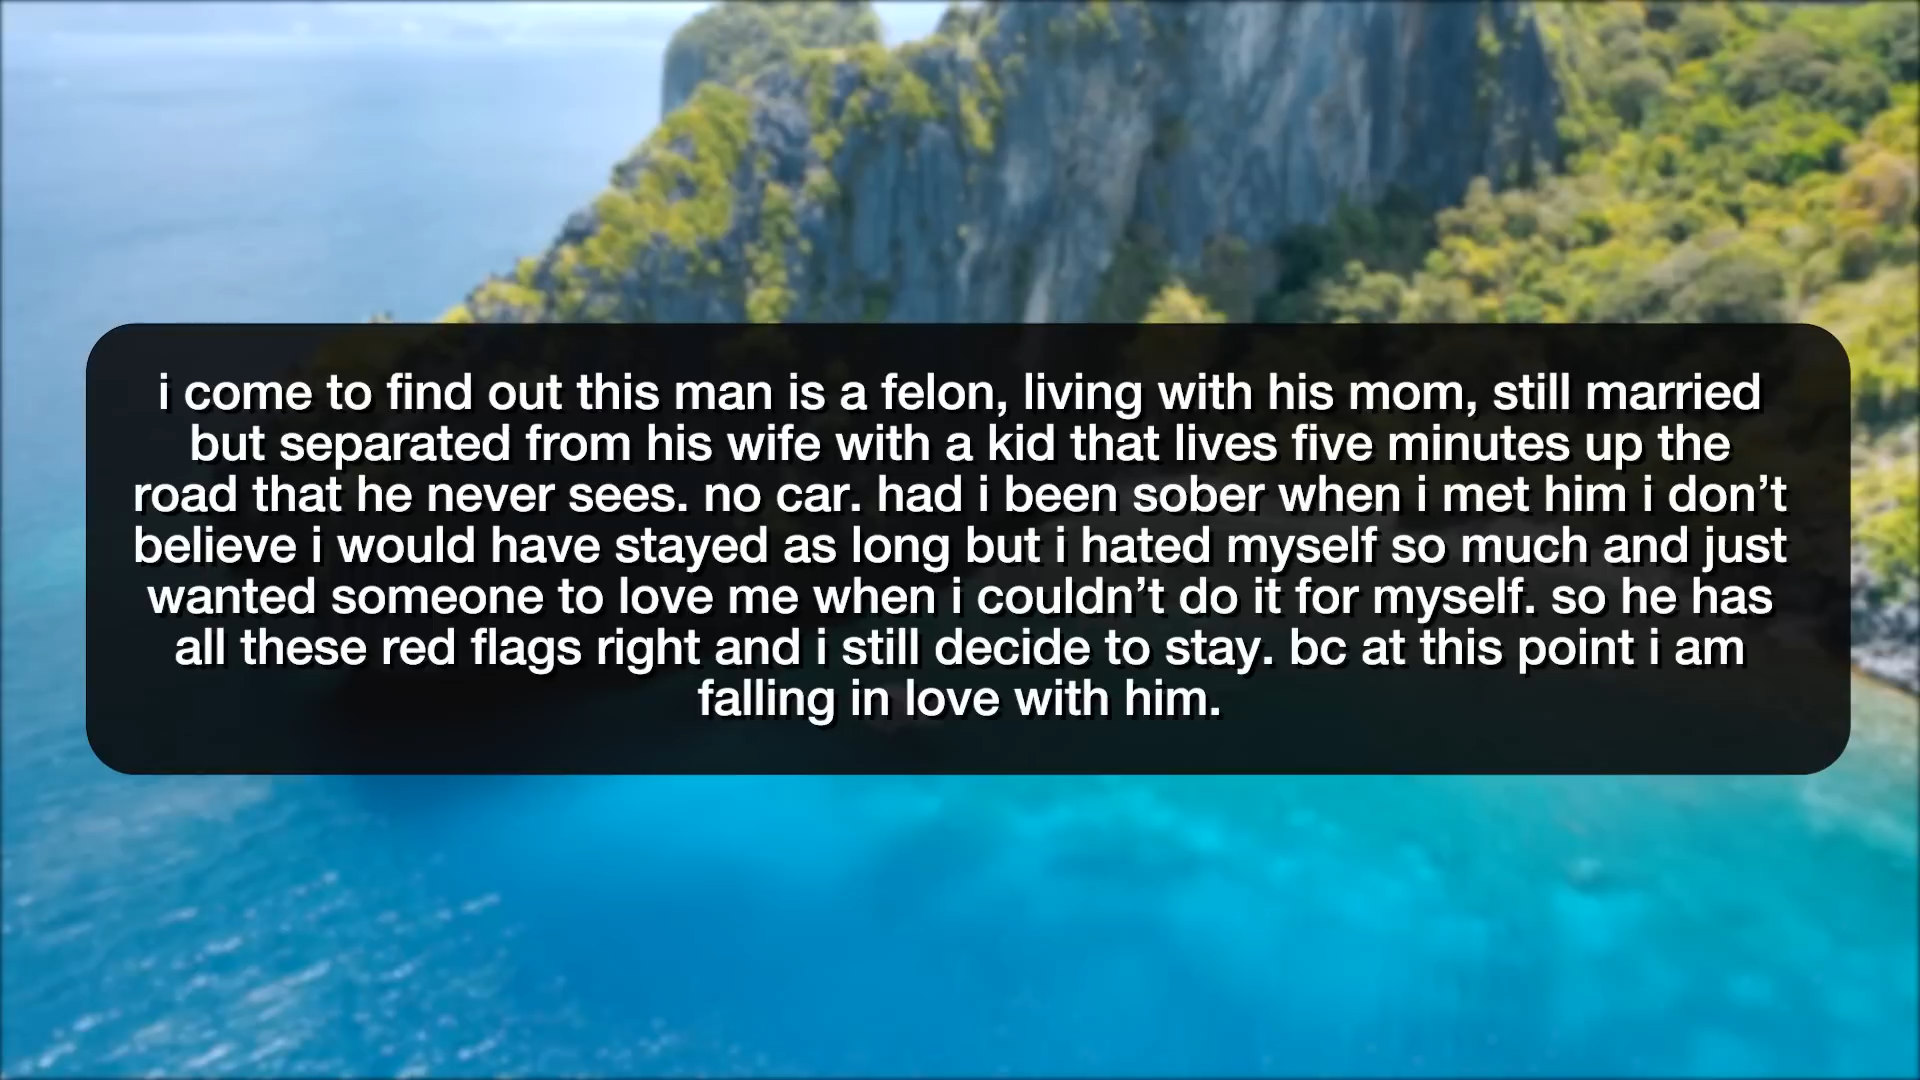 i come to find out this man is a felon, living with his mom, still married
but separated from his wife with a kid that lives five minutes up the
road that he never sees. no car. had i been sober when i met him i don’t
believe i would have stayed as long but i hated myself so much and just
wanted someone to love me when i couldn’t do it for myself. so he has
all these red flags right and i still decide to stay. bc at this point i am
falling in love with him.